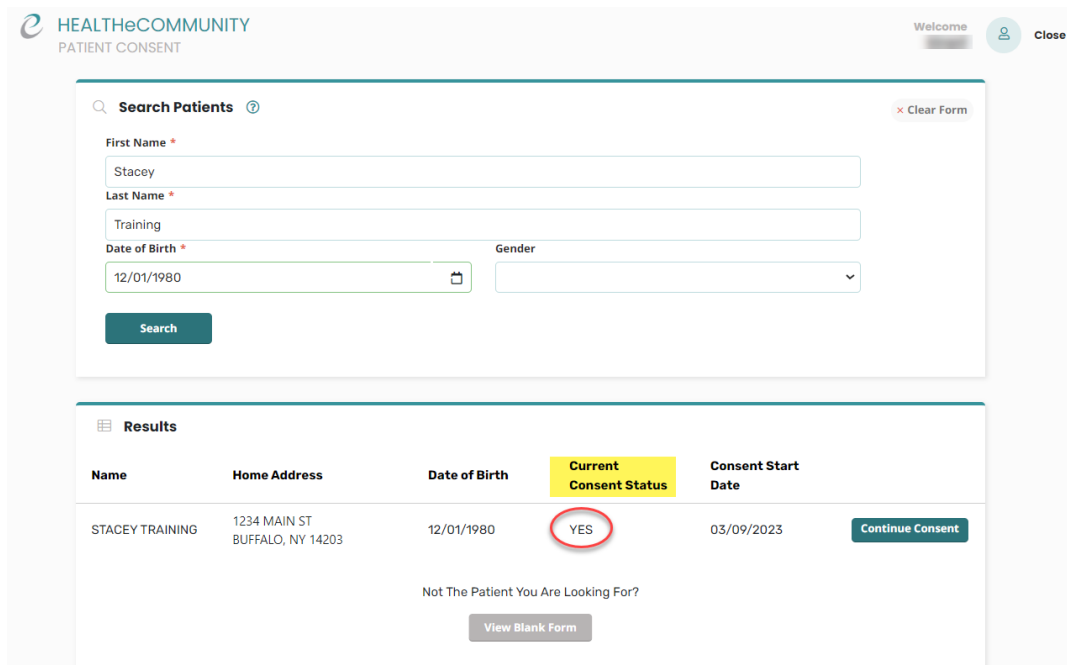 HEALTHeCOMMUNITY
PATIENT CONSENT
Welcome
Close
Search Patients ?
× Clear Form
First Name *
Stacey
Last Name *
Training
Date of Birth *
Gender
12/01/1980
Search
Results
Name
Home Address
Date of Birth
Current
Consent Status
Consent Start
Date
STACEY TRAINING
1234 MAIN ST
BUFFALO, NY 14203
12/01/1980
YES
03/09/2023
Continue Consent
Not The Patient You Are Looking For?
View Blank Form